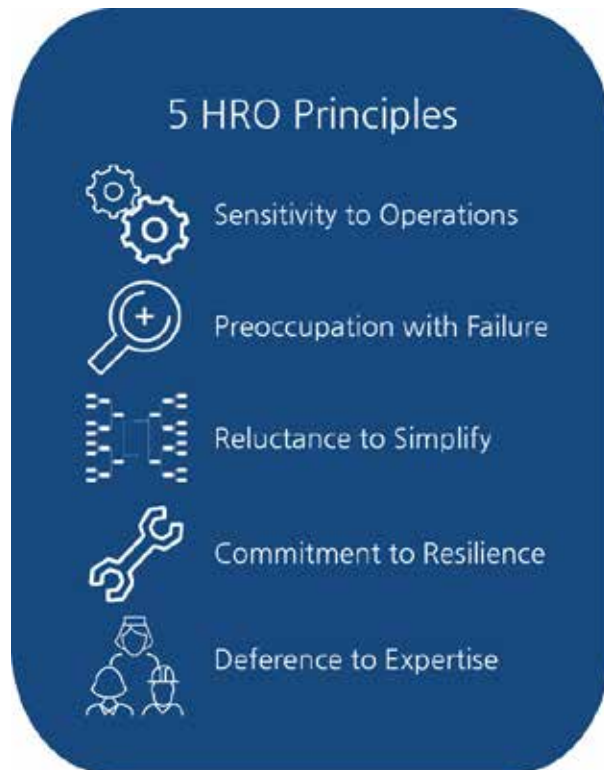 5 HRO Principles
Sensitivity to Operations
Preoccupation with Failure
Reluctance to Simplify
Commitment to Resilience
Deference to Expertise